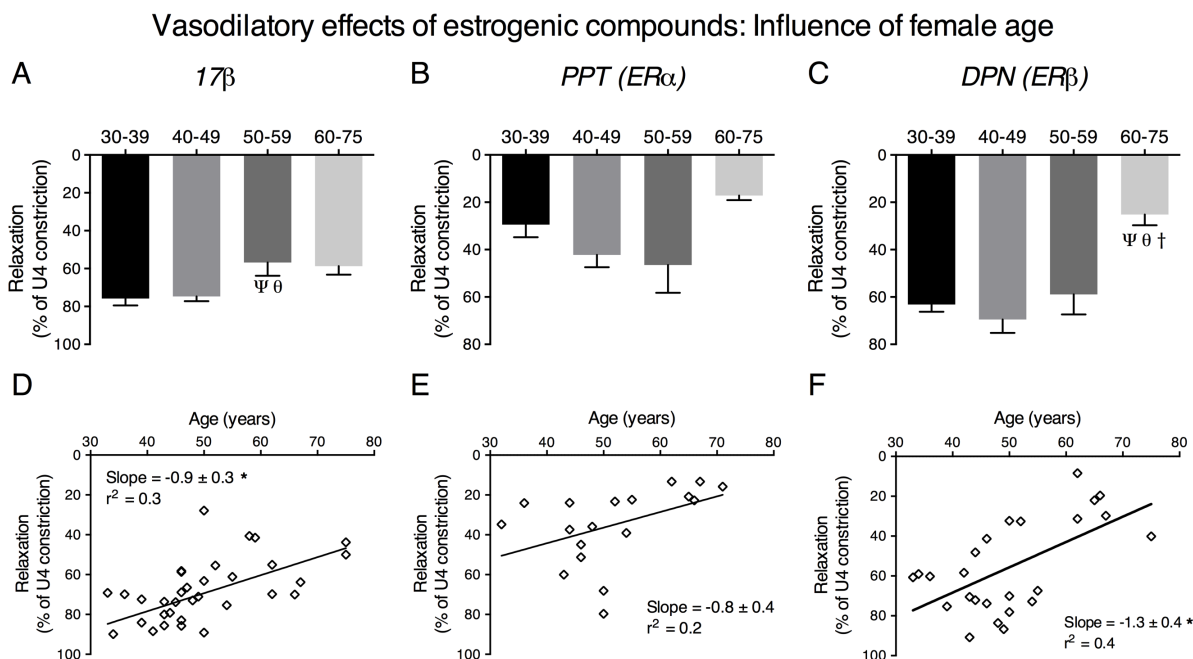 Vasodilatory effects of estrogenic compounds: Influence of female age
A
17β
30-39 40-49 50-59 60-75
0
20
40
60
80
100
Relaxation
(% of U4 constriction)
Ψ θ
B
PPT (ERα)
30-39 40-49 50-59 60-75
0
20
40
60
80
Relaxation
(% of U4 constriction)
C
DPN (ERβ)
30-39 40-49 50-59 60-75
0
20
40
60
80
Relaxation
(% of U4 constriction)
Ψ θ †
D
Age (years)
30 40 50 60 70 80
0
20
40
60
80
100
Relaxation
(% of U4 constriction)
Slope = -0.9 ± 0.3 *
r² = 0.3
E
Age (years)
30 40 50 60 70 80
0
20
40
60
80
100
Relaxation
(% of U4 constriction)
Slope = -0.8 ± 0.4
r² = 0.2
F
Age (years)
30 40 50 60 70 80
0
20
40
60
80
100
Relaxation
(% of U4 constriction)
Slope = -1.3 ± 0.4 *
r² = 0.4